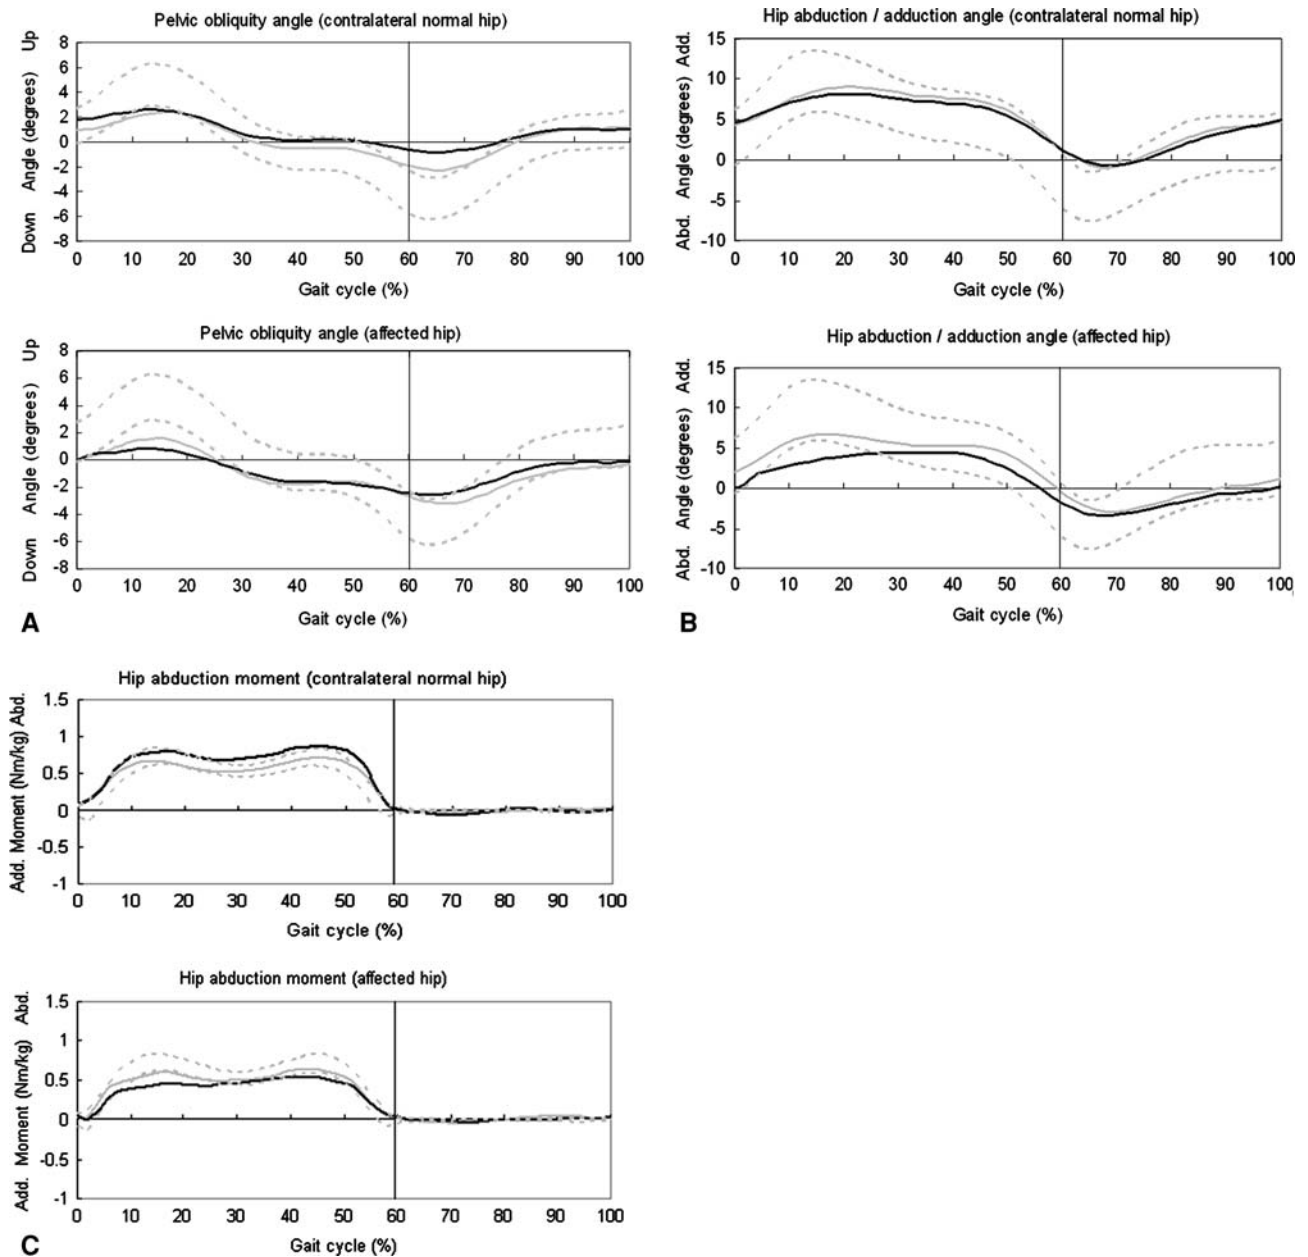 Pelvic obliquity angle (contralateral normal hip)
Down Angle (degrees) Up
8
6
4
2
0
-2
-4
-6
-8
0 10 20 30 40 50 60 70 80 90 100
Gait cycle (%)
Pelvic obliquity angle (affected hip)
Down Angle (degrees) Up
8
6
4
2
0
-2
-4
-6
-8
0 10 20 30 40 50 60 70 80 90 100
Gait cycle (%)
A
Hip abduction / adduction angle (contralateral normal hip)
Abd. Angle (degrees) Add.
15
10
5
0
-5
-10
0 10 20 30 40 50 60 70 80 90 100
Gait cycle (%)
Hip abduction / adduction angle (affected hip)
Abd. Angle (degrees) Add.
15
10
5
0
-5
-10
0 10 20 30 40 50 60 70 80 90 100
Gait cycle (%)
B
Hip abduction moment (contralateral normal hip)
Add. Moment (Nm/kg) Abd.
1.5
1
0.5
0
-0.5
-1
0 10 20 30 40 50 60 70 80 90 100
Gait cycle (%)
Hip abduction moment (affected hip)
Add. Moment (Nm/kg) Abd.
1.5
1
0.5
0
-0.5
-1
0 10 20 30 40 50 60 70 80 90 100
Gait cycle (%)
C